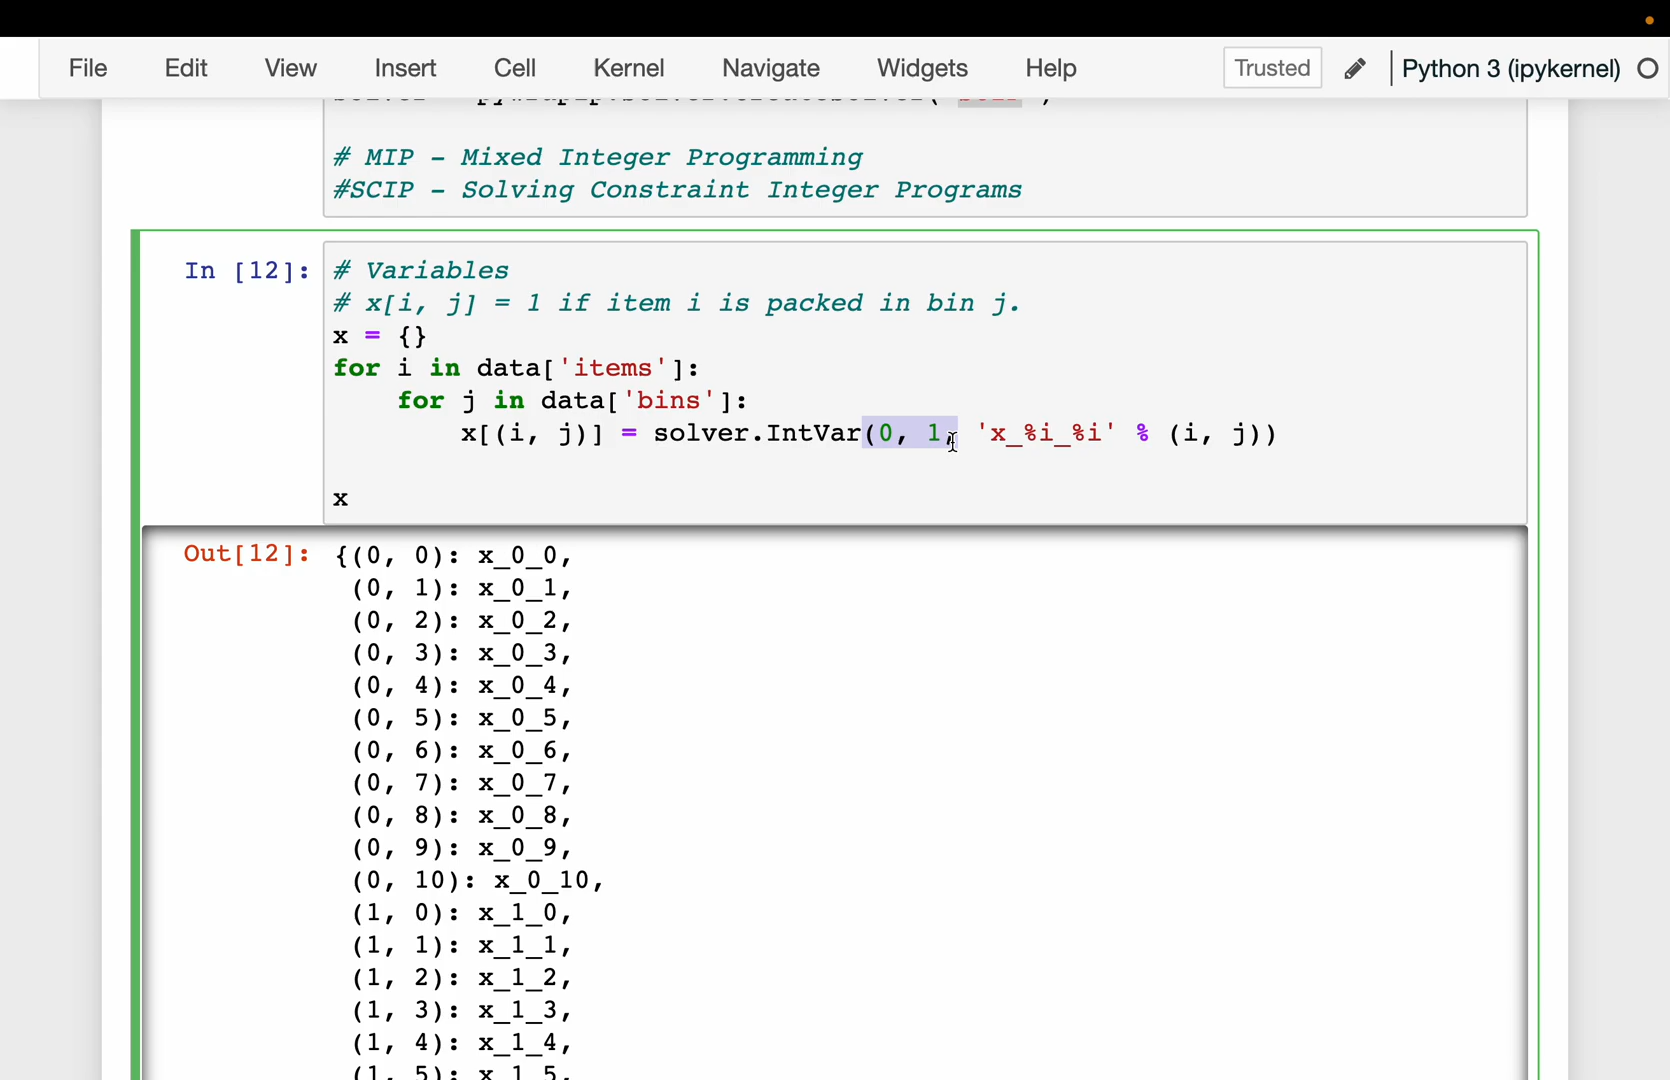 File Edit View Insert Cell Kernel Navigate Widgets Help Trusted Python 3 (ipykernel)
# MIP - Mixed Integer Programming
#SCIP - Solving Constraint Integer Programs
In [12]:
# Variables
# x[i, j] = 1 if item i is packed in bin j.
x = {}
for i in data['items']:
for j in data['bins']:
x[(i, j)] = solver.IntVar(0, 1, 'x_%i_%i' % (i, j))
x
Out[12]: {(0, 0): x_0_0,
(0, 1): x_0_1,
(0, 2): x_0_2,
(0, 3): x_0_3,
(0, 4): x_0_4,
(0, 5): x_0_5,
(0, 6): x_0_6,
(0, 7): x_0_7,
(0, 8): x_0_8,
(0, 9): x_0_9,
(0, 10): x_0_10,
(1, 0): x_1_0,
(1, 1): x_1_1,
(1, 2): x_1_2,
(1, 3): x_1_3,
(1, 4): x_1_4,
(1, 5): x_1_5,